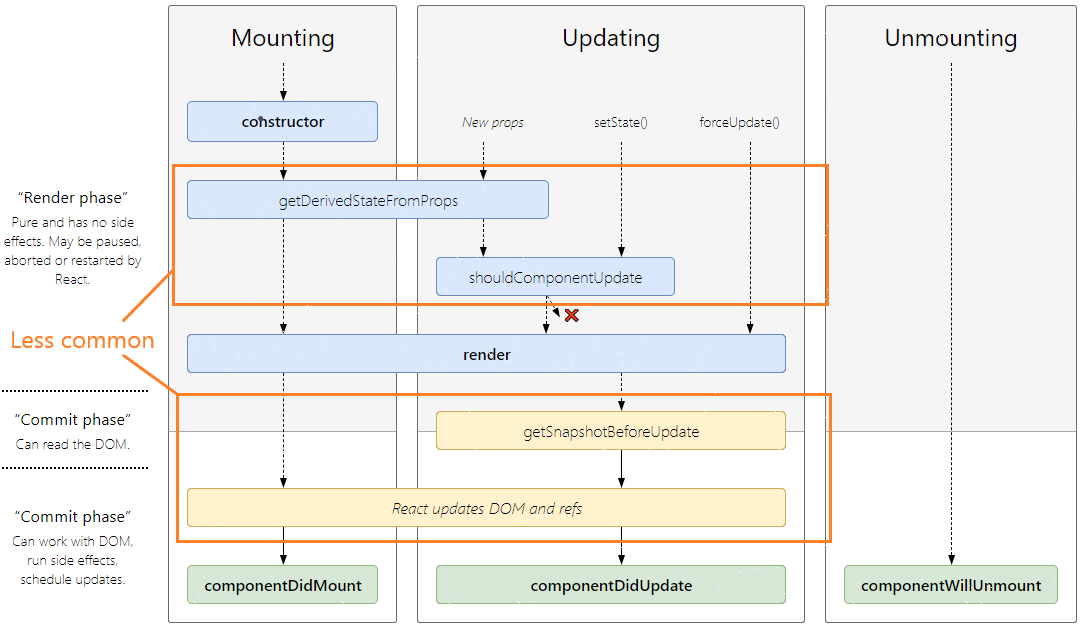 Mounting
Updating
Unmounting
constructor
New props
setState()
forceUpdate()
"Render phase"
Pure and has no side
effects. May be paused,
aborted or restarted by
React.
getDerivedStateFromProps
shouldComponentUpdate
Less common
render
"Commit phase"
Can read the DOM.
getSnapshotBeforeUpdate
React updates DOM and refs
"Commit phase"
Can work with DOM,
run side effects,
schedule updates.
componentDidMount
componentDidUpdate
componentWillUnmount